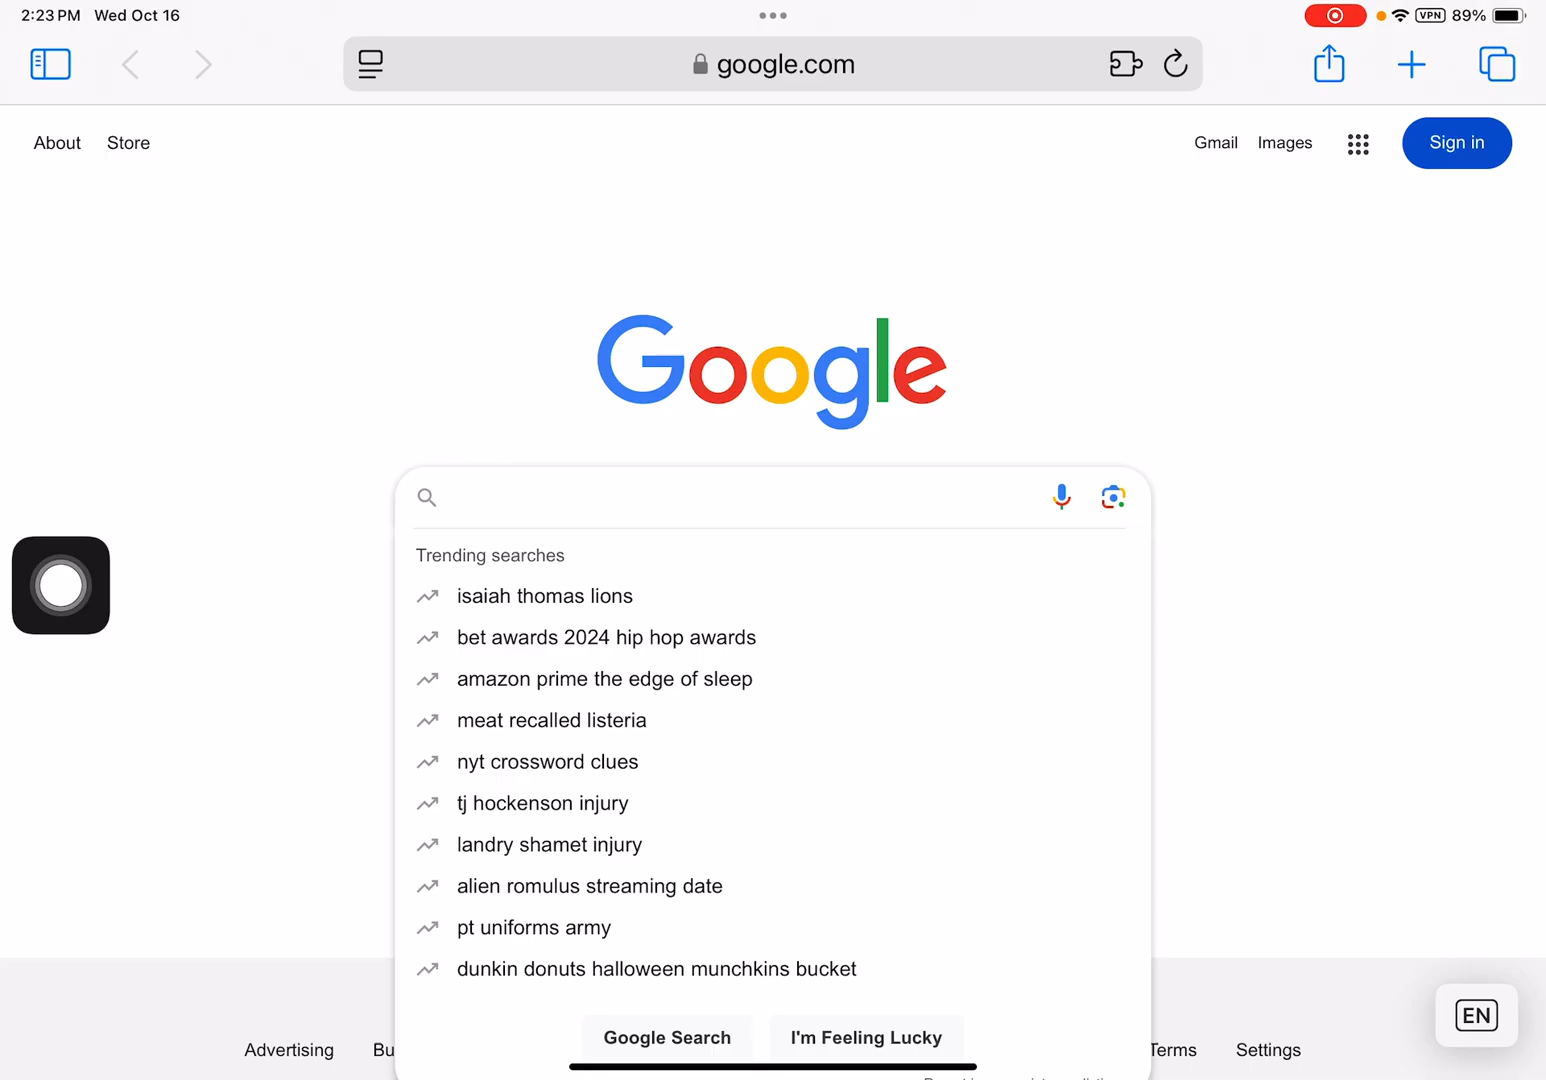 2:23 PM Wed Oct 16
VPN 89%
google.com
About Store
Gmail Images Sign in
Google
Trending searches
isaiah thomas lions
bet awards 2024 hip hop awards
amazon prime the edge of sleep
meat recalled listeria
nyt crossword clues
tj hockenson injury
landry shamet injury
alien romulus streaming date
pt uniforms army
dunkin donuts halloween munchkins bucket
EN
Google Search I'm Feeling Lucky
Advertising Bu Terms Settings